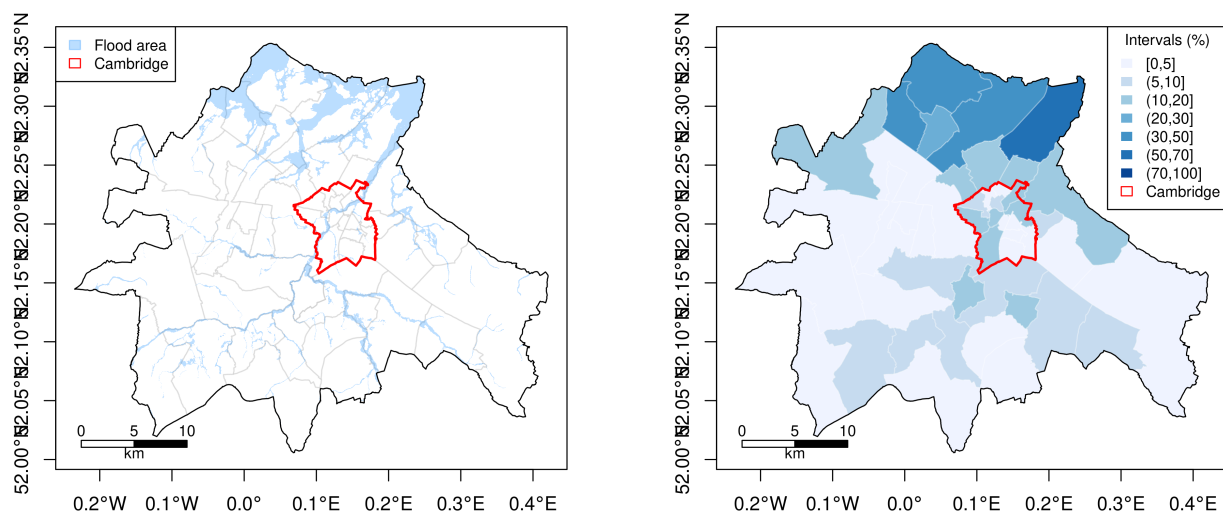 Flood area
Cambridge
52.35°N
52.30°N
52.25°N
52.20°N
52.15°N
52.10°N
52.05°N
52.00°N
0 5 10
km
0.2°W 0.1°W 0.0° 0.1°E 0.2°E 0.3°E 0.4°E
Intervals (%)
[0,5]
(5,10]
(10,20]
(20,30]
(30,50]
(50,70]
(70,100]
Cambridge
52.35°N
52.30°N
52.25°N
52.20°N
52.15°N
52.10°N
52.05°N
52.00°N
0 5 10
km
0.2°W 0.1°W 0.0° 0.1°E 0.2°E 0.3°E 0.4°E